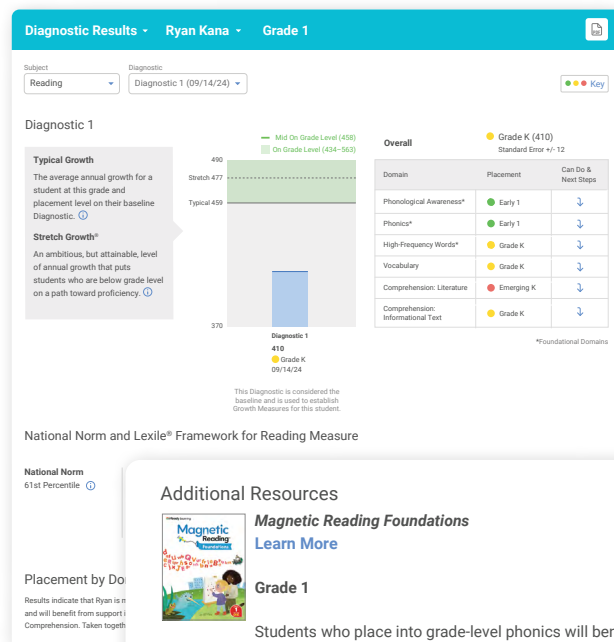 Diagnostic Results Ryan Kana Grade 1
PDF
Subject
Diagnostic
Reading
Diagnostic 1 (09/14/24)
Key
Diagnostic 1
Typical Growth
The average annual growth for a
student at this grade and
placement level on their baseline
Diagnostic.
Stretch Growth®
An ambitious, but attainable, level
of annual growth that puts
students who are below grade level
on a path toward proficiency.
Mid On Grade Level (458)
On Grade Level (434–563)
490
Stretch 477
Typical 459
370
Diagnostic 1
410
Grade K
09/14/24
This Diagnostic is considered the
baseline and is used to establish
Growth Measures for this student.
Overall
Grade K (410)
Standard Error +/- 12
Domain Placement Can Do &
Next Steps
Phonological Awareness* Early 1
Phonics* Early 1
High-Frequency Words* Grade K
Vocabulary Grade K
Comprehension: Literature Emerging K
Comprehension:
Informational Text Grade K
*Foundational Domains
National Norm and Lexile® Framework for Reading Measure
National Norm
61st Percentile
Placement by Do
Results indicate that Ryan is n
and will benefit from support i
Comprehension. Taken togeth
Additional Resources
Magnetic
Reading
Foundations
1
Magnetic Reading Foundations
Learn More
Grade 1
Students who place into grade-level phonics will ben